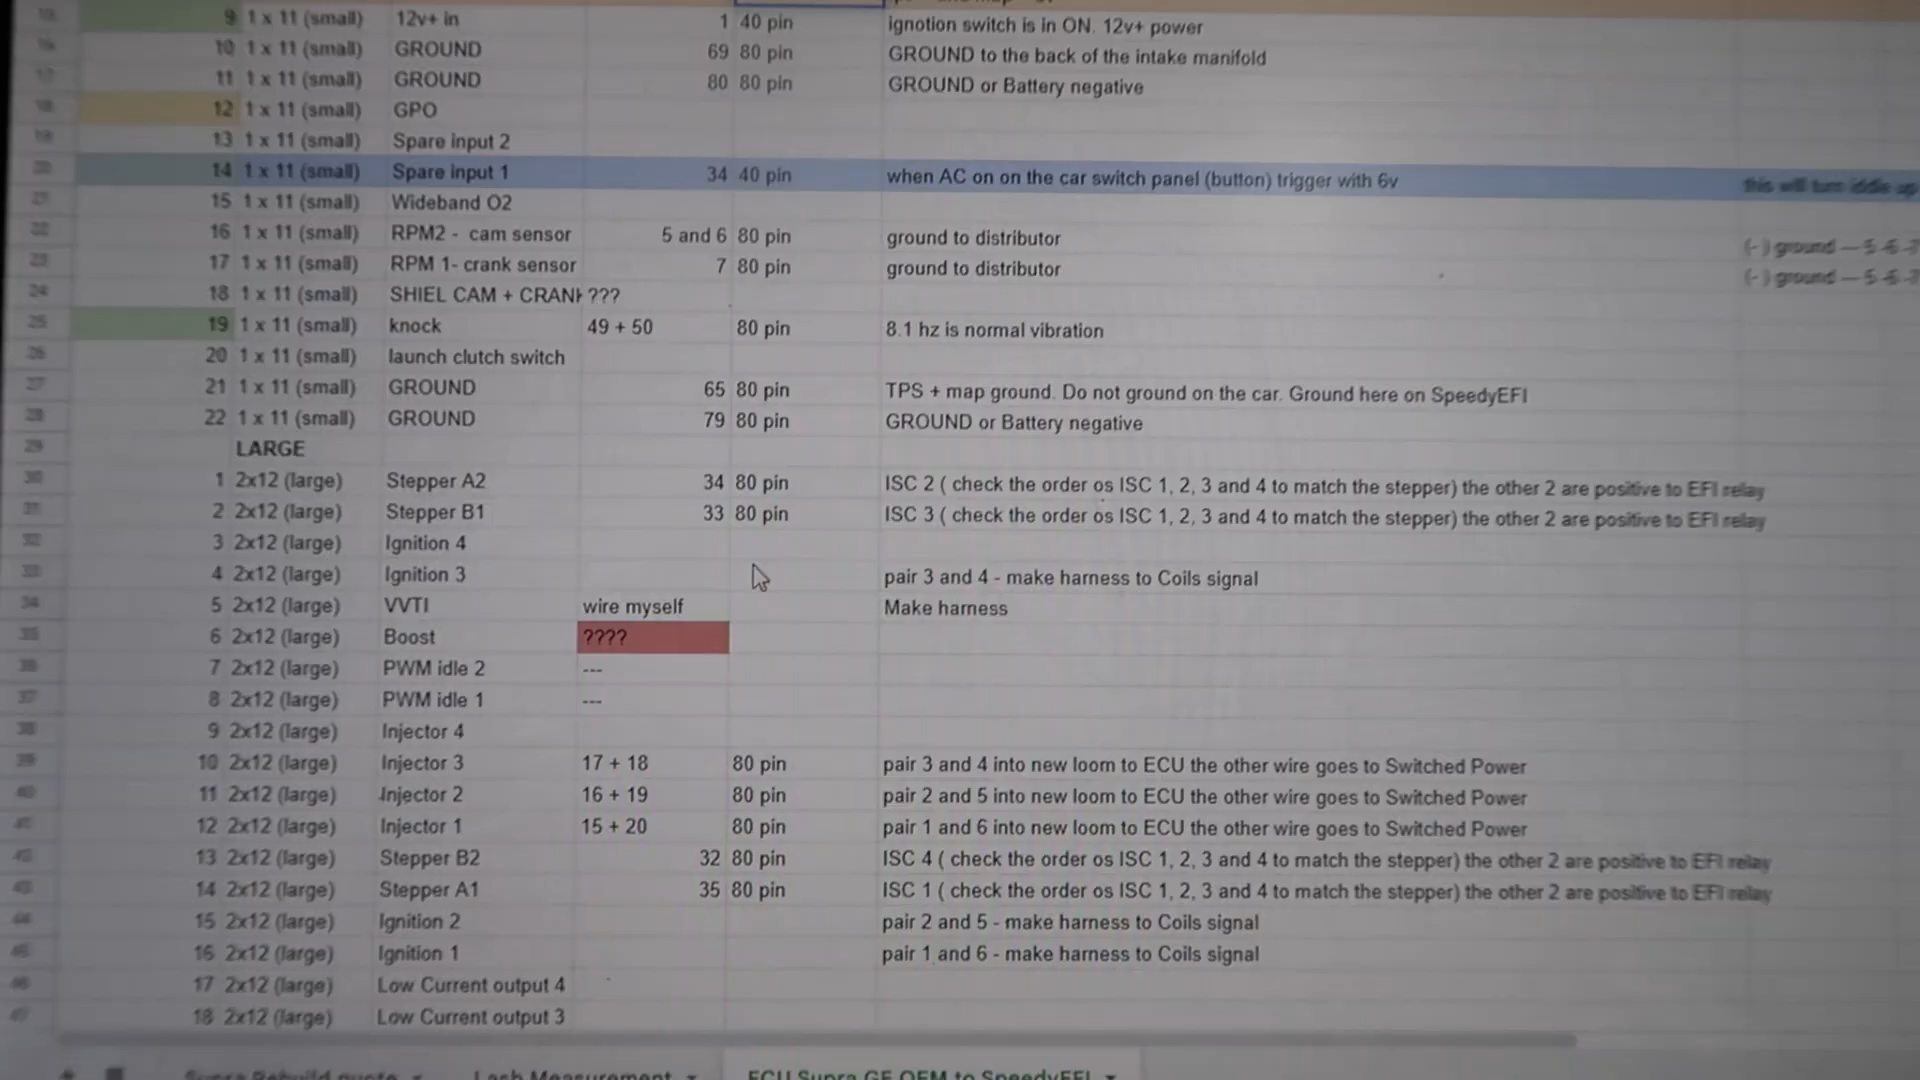 9 1 x 11 (small) 12v+ in 1 40 pin ignotion switch is in ON. 12v+ power
10 1 x 11 (small) GROUND 69 80 pin GROUND to the back of the intake manifold
11 1 x 11 (small) GROUND 80 80 pin GROUND or Battery negative
12 1 x 11 (small) GPO
13 1 x 11 (small) Spare input 2
14 1 x 11 (small) Spare input 1 34 40 pin when AC on on the car switch panel (button) trigger with 6v this will turn iddle up
15 1 x 11 (small) Wideband O2
16 1 x 11 (small) RPM2 - cam sensor 5 and 6 80 pin ground to distributor (-) ground
17 1 x 11 (small) RPM 1- crank sensor 7 80 pin ground to distributor (-) ground
18 1 x 11 (small) SHIEL CAM + CRANK ???
19 1 x 11 (small) knock 49 + 50 80 pin 8.1 hz is normal vibration
20 1 x 11 (small) launch clutch switch
21 1 x 11 (small) GROUND 65 80 pin TPS + map ground. Do not ground on the car. Ground here on SpeedyEFI
22 1 x 11 (small) GROUND 79 80 pin GROUND or Battery negative
LARGE
1 2x12 (large) Stepper A2 34 80 pin ISC 2 ( check the order os ISC 1, 2, 3 and 4 to match the stepper) the other 2 are positive to EFI relay
2 2x12 (large) Stepper B1 33 80 pin ISC 3 ( check the order os ISC 1, 2, 3 and 4 to match the stepper) the other 2 are positive to EFI relay
3 2x12 (large) Ignition 4
4 2x12 (large) Ignition 3 pair 3 and 4 - make harness to Coils signal
5 2x12 (large) VVTI wire myself Make harness
6 2x12 (large) Boost ????
7 2x12 (large) PWM idle 2 ---
8 2x12 (large) PWM idle 1 ---
9 2x12 (large) Injector 4
10 2x12 (large) Injector 3 17 + 18 80 pin pair 3 and 4 into new loom to ECU the other wire goes to Switched Power
11 2x12 (large) Injector 2 16 + 19 80 pin pair 2 and 5 into new loom to ECU the other wire goes to Switched Power
12 2x12 (large) Injector 1 15 + 20 80 pin pair 1 and 6 into new loom to ECU the other wire goes to Switched Power
13 2x12 (large) Stepper B2 32 80 pin ISC 4 ( check the order os ISC 1, 2, 3 and 4 to match the stepper) the other 2 are positive to EFI relay
14 2x12 (large) Stepper A1 35 80 pin ISC 1 ( check the order os ISC 1, 2, 3 and 4 to match the stepper) the other 2 are positive to EFI relay
15 2x12 (large) Ignition 2 pair 2 and 5 - make harness to Coils signal
16 2x12 (large) Ignition 1 pair 1 and 6 - make harness to Coils signal
17 2x12 (large) Low Current output 4
18 2x12 (large) Low Current output 3
Supra Rebuild quote Lash Measurement ECU Supra GE OEM to SpeedyEFI